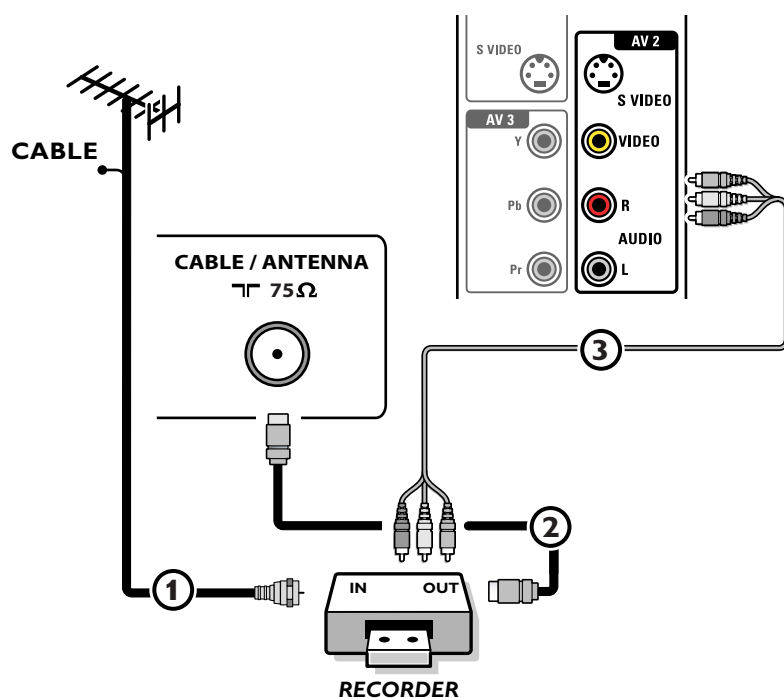 AV 2
S VIDEO
S VIDEO
AV 3
Y
VIDEO
CABLE
Pb
R
AUDIO
CABLE / ANTENNA
75Ω
Pr
L
3
2
1
IN
OUT
RECORDER